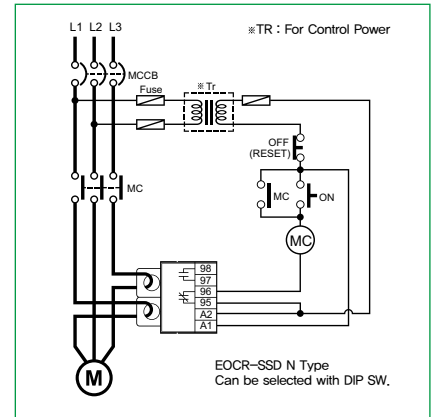 L1 L2 L3
※TR : For Control Power
MCCB
Fuse
※Tr
OFF
(RESET)
MC
MC
ON
MC
98
97
96
95
A2
A1
M
EOCR-SSD N Type
Can be selected with DIP SW.